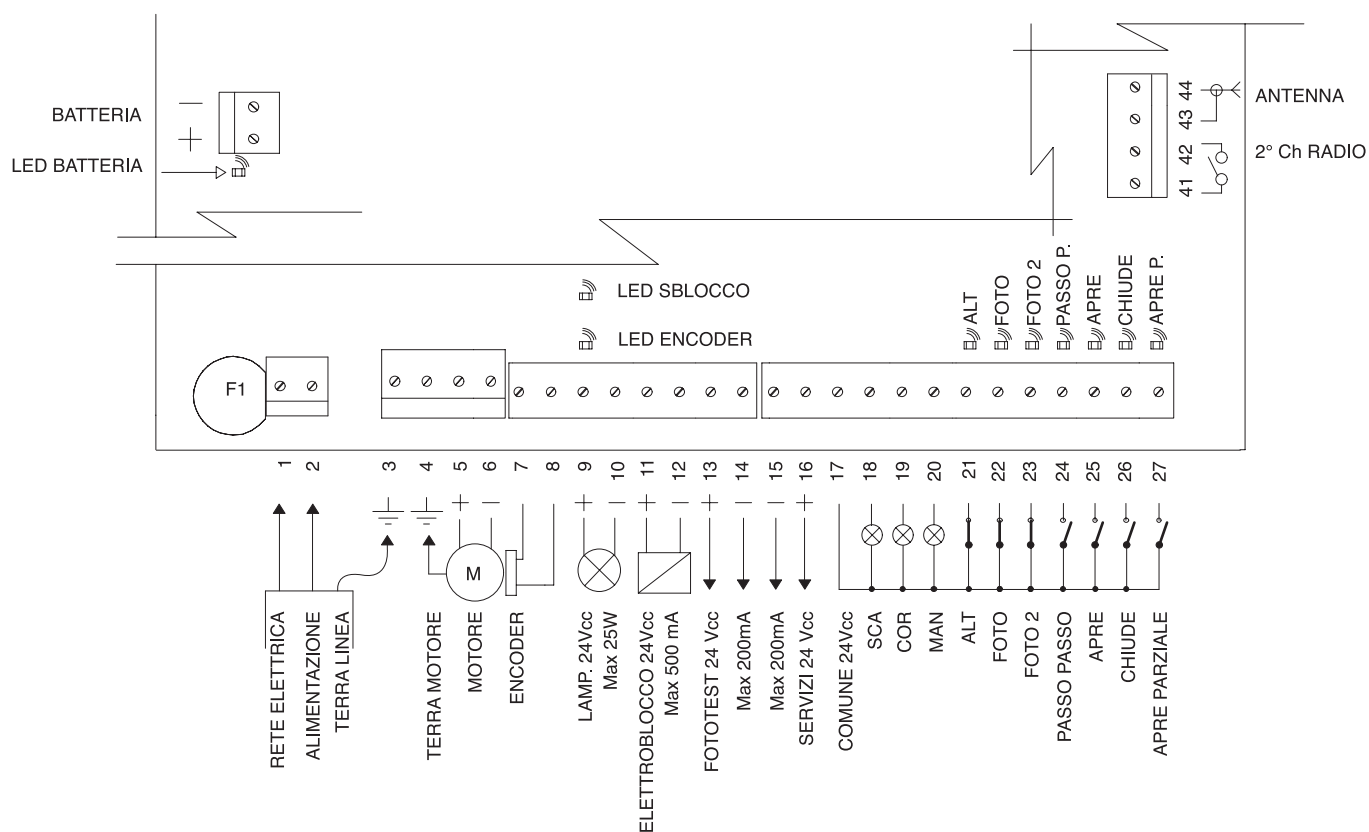 BATTERIA
−
+
LED BATTERIA
44
43
42
41
ANTENNA
2° Ch RADIO
LED SBLOCCO
LED ENCODER
ALT
FOTO
FOTO 2
PASSO P.
APRE
CHIUDE
APRE P.
F1
1
2
3
4
5
6
7
8
9
10
11
12
13
14
15
16
17
18
19
20
21
22
23
24
25
26
27
+
−
+
−
+
−
+
−
−
+
M
RETE ELETTRICA
ALIMENTAZIONE
TERRA LINEA
TERRA MOTORE
MOTORE
ENCODER
LAMP. 24Vcc
Max 25W
ELETTROBLOCCO 24Vcc
Max 500 mA
FOTOTEST 24 Vcc
Max 200mA
Max 200mA
SERVIZI 24 Vcc
COMUNE 24Vcc
SCA
COR
MAN
ALT
FOTO
FOTO 2
PASSO PASSO
APRE
CHIUDE
APRE PARZIALE